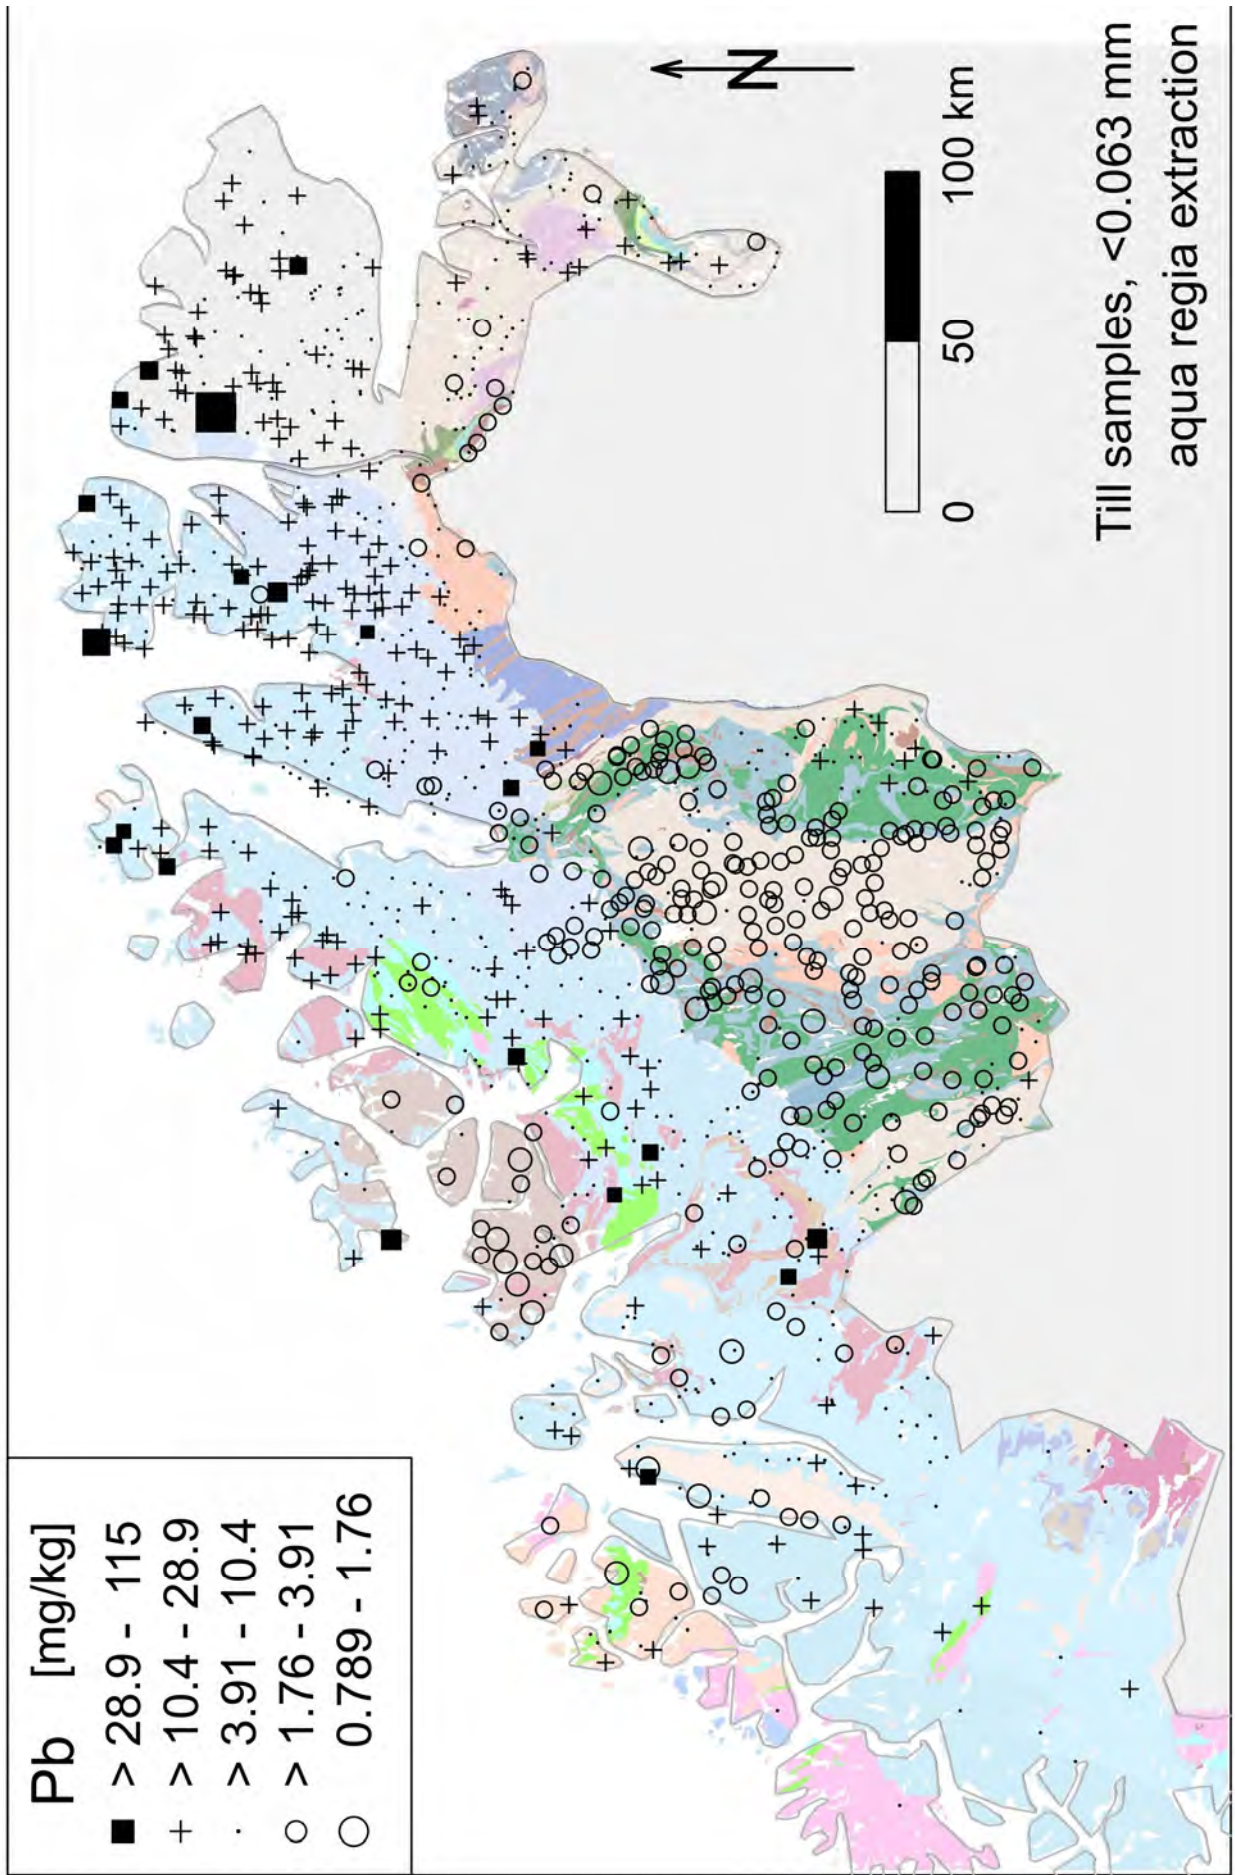 Pb [mg/kg]
> 28.9 - 115
> 10.4 - 28.9
> 3.91 - 10.4
> 1.76 - 3.91
0.789 - 1.76
N
0 50 100 km
Till samples, <0.063 mm
aqua regia extraction